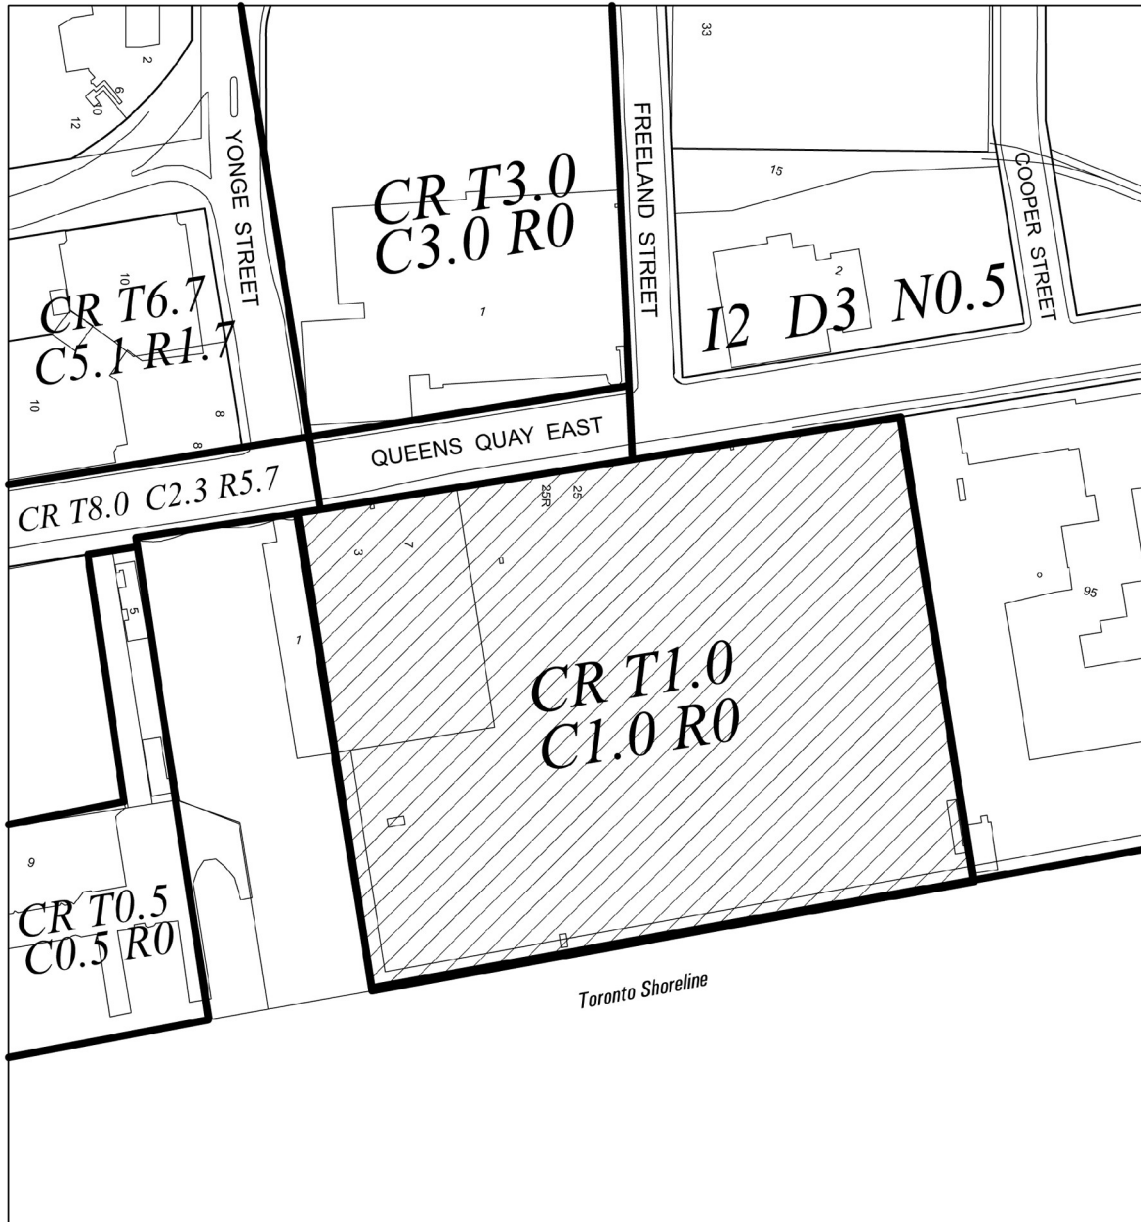 33
2
6
10
12
YONGE STREET
FREELAND STREET
COOPER STREET
15
CR T3.0
C3.0 R0
2
I2 D3 N0.5
10
CR T6.7
C5.1 R1.7
1
10
8
8
QUEENS QUAY EAST
CR T8.0 C2.3 R5.7
25R
25
3
7
5
1
95
CR T1.0
C1.0 R0
9
CR T0.5
C0.5 R0
Toronto Shoreline